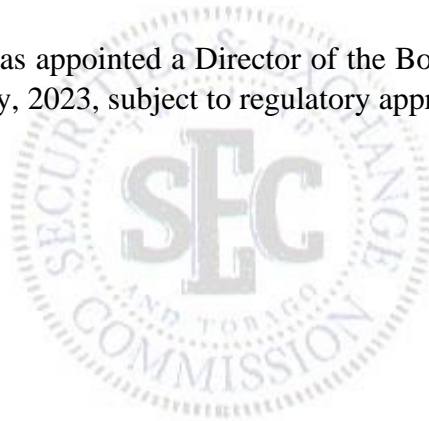 as appointed a Director of the Bo
y, 2023, subject to regulatory appr
SECURITIES & EXCHANGE
SEC
AND TOBAGO
COMMISSION